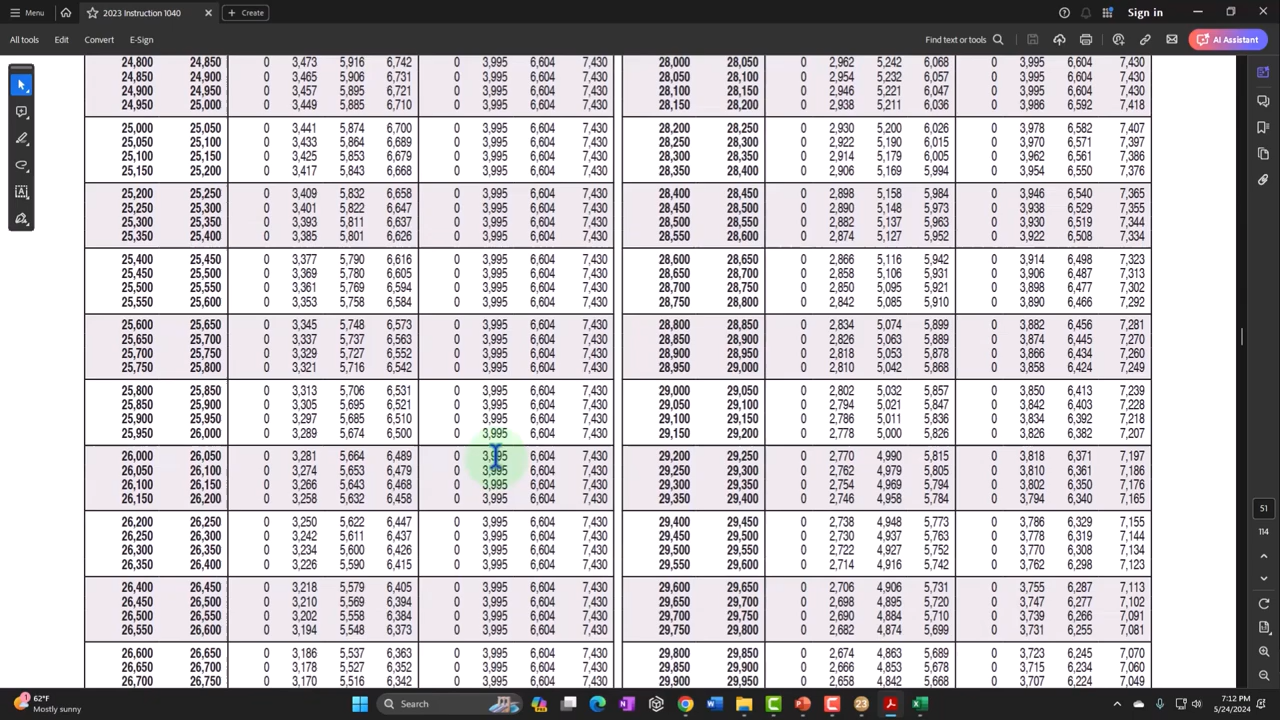 Menu
2023 Instruction 1040
Create
Sign in
All tools Edit Convert E-Sign
Find text or tools
AI Assistant
24,800 24,850 0 3,473 5,916 6,742 0 3,995 6,604 7,430 28,000 28,050 0 2,962 5,242 6,068 0 3,995 6,604 7,430
24,850 24,900 0 3,465 5,906 6,731 0 3,995 6,604 7,430 28,050 28,100 0 2,954 5,232 6,057 0 3,995 6,604 7,430
24,900 24,950 0 3,457 5,895 6,721 0 3,995 6,604 7,430 28,100 28,150 0 2,946 5,221 6,047 0 3,995 6,604 7,430
24,950 25,000 0 3,449 5,885 6,710 0 3,995 6,604 7,430 28,150 28,200 0 2,938 5,211 6,036 0 3,986 6,592 7,418
25,000 25,050 0 3,441 5,874 6,700 0 3,995 6,604 7,430 28,200 28,250 0 2,930 5,200 6,026 0 3,978 6,582 7,407
25,050 25,100 0 3,433 5,864 6,689 0 3,995 6,604 7,430 28,250 28,300 0 2,922 5,190 6,015 0 3,970 6,571 7,397
25,100 25,150 0 3,425 5,853 6,679 0 3,995 6,604 7,430 28,300 28,350 0 2,914 5,179 6,005 0 3,962 6,561 7,386
25,150 25,200 0 3,417 5,843 6,668 0 3,995 6,604 7,430 28,350 28,400 0 2,906 5,169 5,994 0 3,954 6,550 7,376
25,200 25,250 0 3,409 5,832 6,658 0 3,995 6,604 7,430 28,400 28,450 0 2,898 5,158 5,984 0 3,946 6,540 7,365
25,250 25,300 0 3,401 5,822 6,647 0 3,995 6,604 7,430 28,450 28,500 0 2,890 5,148 5,973 0 3,938 6,529 7,355
25,300 25,350 0 3,393 5,811 6,637 0 3,995 6,604 7,430 28,500 28,550 0 2,882 5,137 5,963 0 3,930 6,519 7,344
25,350 25,400 0 3,385 5,801 6,626 0 3,995 6,604 7,430 28,550 28,600 0 2,874 5,127 5,952 0 3,922 6,508 7,334
25,400 25,450 0 3,377 5,790 6,616 0 3,995 6,604 7,430 28,600 28,650 0 2,866 5,116 5,942 0 3,914 6,498 7,323
25,450 25,500 0 3,369 5,780 6,605 0 3,995 6,604 7,430 28,650 28,700 0 2,858 5,106 5,931 0 3,906 6,487 7,313
25,500 25,550 0 3,361 5,769 6,594 0 3,995 6,604 7,430 28,700 28,750 0 2,850 5,095 5,921 0 3,898 6,477 7,302
25,550 25,600 0 3,353 5,758 6,584 0 3,995 6,604 7,430 28,750 28,800 0 2,842 5,085 5,910 0 3,890 6,466 7,292
25,600 25,650 0 3,345 5,748 6,573 0 3,995 6,604 7,430 28,800 28,850 0 2,834 5,074 5,899 0 3,882 6,456 7,281
25,650 25,700 0 3,337 5,737 6,563 0 3,995 6,604 7,430 28,850 28,900 0 2,826 5,063 5,889 0 3,874 6,445 7,270
25,700 25,750 0 3,329 5,727 6,552 0 3,995 6,604 7,430 28,900 28,950 0 2,818 5,053 5,878 0 3,866 6,434 7,260
25,750 25,800 0 3,321 5,716 6,542 0 3,995 6,604 7,430 28,950 29,000 0 2,810 5,042 5,868 0 3,858 6,424 7,249
25,800 25,850 0 3,313 5,706 6,531 0 3,995 6,604 7,430 29,000 29,050 0 2,802 5,032 5,857 0 3,850 6,413 7,239
25,850 25,900 0 3,305 5,695 6,521 0 3,995 6,604 7,430 29,050 29,100 0 2,794 5,021 5,847 0 3,842 6,403 7,228
25,900 25,950 0 3,297 5,685 6,510 0 3,995 6,604 7,430 29,100 29,150 0 2,786 5,011 5,836 0 3,834 6,392 7,218
25,950 26,000 0 3,289 5,674 6,500 0 3,995 6,604 7,430 29,150 29,200 0 2,778 5,000 5,826 0 3,826 6,382 7,207
26,000 26,050 0 3,281 5,664 6,489 0 3,995 6,604 7,430 29,200 29,250 0 2,770 4,990 5,815 0 3,818 6,371 7,197
26,050 26,100 0 3,274 5,653 6,479 0 3,995 6,604 7,430 29,250 29,300 0 2,762 4,979 5,805 0 3,810 6,361 7,186
26,100 26,150 0 3,266 5,643 6,468 0 3,995 6,604 7,430 29,300 29,350 0 2,754 4,969 5,794 0 3,802 6,350 7,176
26,150 26,200 0 3,258 5,632 6,458 0 3,995 6,604 7,430 29,350 29,400 0 2,746 4,958 5,784 0 3,794 6,340 7,165
26,200 26,250 0 3,250 5,622 6,447 0 3,995 6,604 7,430 29,400 29,450 0 2,738 4,948 5,773 0 3,786 6,329 7,155
26,250 26,300 0 3,242 5,611 6,437 0 3,995 6,604 7,430 29,450 29,500 0 2,730 4,937 5,763 0 3,778 6,319 7,144
26,300 26,350 0 3,234 5,600 6,426 0 3,995 6,604 7,430 29,500 29,550 0 2,722 4,927 5,752 0 3,770 6,308 7,134
26,350 26,400 0 3,226 5,590 6,415 0 3,995 6,604 7,430 29,550 29,600 0 2,714 4,916 5,742 0 3,762 6,298 7,123
26,400 26,450 0 3,218 5,579 6,405 0 3,995 6,604 7,430 29,600 29,650 0 2,706 4,906 5,731 0 3,755 6,287 7,113
26,450 26,500 0 3,210 5,569 6,394 0 3,995 6,604 7,430 29,650 29,700 0 2,698 4,895 5,720 0 3,747 6,277 7,102
26,500 26,550 0 3,202 5,558 6,384 0 3,995 6,604 7,430 29,700 29,750 0 2,690 4,884 5,710 0 3,739 6,266 7,091
26,550 26,600 0 3,194 5,548 6,373 0 3,995 6,604 7,430 29,750 29,800 0 2,682 4,874 5,699 0 3,731 6,255 7,081
26,600 26,650 0 3,186 5,537 6,363 0 3,995 6,604 7,430 29,800 29,850 0 2,674 4,863 5,689 0 3,723 6,245 7,070
26,650 26,700 0 3,178 5,527 6,352 0 3,995 6,604 7,430 29,850 29,900 0 2,666 4,853 5,678 0 3,715 6,234 7,060
26,700 26,750 0 3,170 5,516 6,342 0 3,995 6,604 7,430 29,900 29,950 0 2,658 4,842 5,668 0 3,707 6,224 7,049
51
114
62°F
Mostly sunny
Search
23
7:12 PM
5/24/2024